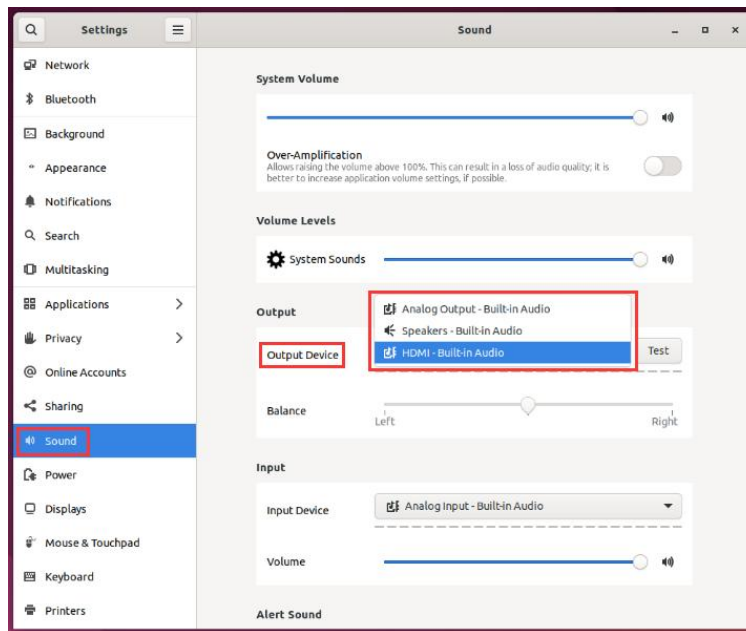 Settings
Sound
Network
Bluetooth
Background
Appearance
Notifications
Search
Multitasking
Applications
Privacy
Online Accounts
Sharing
Sound
Power
Displays
Mouse & Touchpad
Keyboard
Printers
System Volume
Over-Amplification
Allows raising the volume above 100%. This can result in a loss of audio quality; it is
better to increase application volume settings, if possible.
Volume Levels
System Sounds
Output
Analog Output - Built-in Audio
Speakers - Built-in Audio
Output Device
HDMI - Built-in Audio
Test
Balance
Left
Right
Input
Input Device
Analog Input - Built-in Audio
Volume
Alert Sound